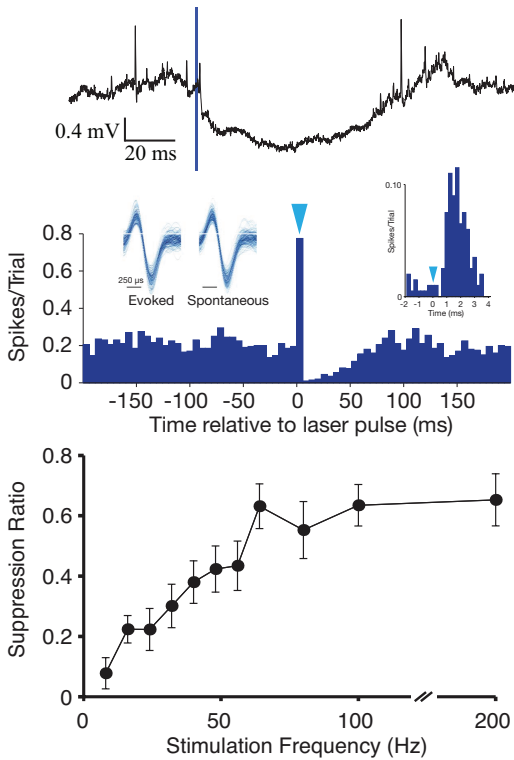 0.4 mV
20 ms
0.8
0.6
0.4
0.2
0
Spikes/Trial
250 µs
Evoked
Spontaneous
0.10
0
Spikes/Trial
-2 -1 0 1 2 3 4
Time (ms)
-150 -100 -50 0 50 100 150
Time relative to laser pulse (ms)
0.8
0.6
0.4
0.2
0
Suppression Ratio
0 50 100 200
Stimulation Frequency (Hz)